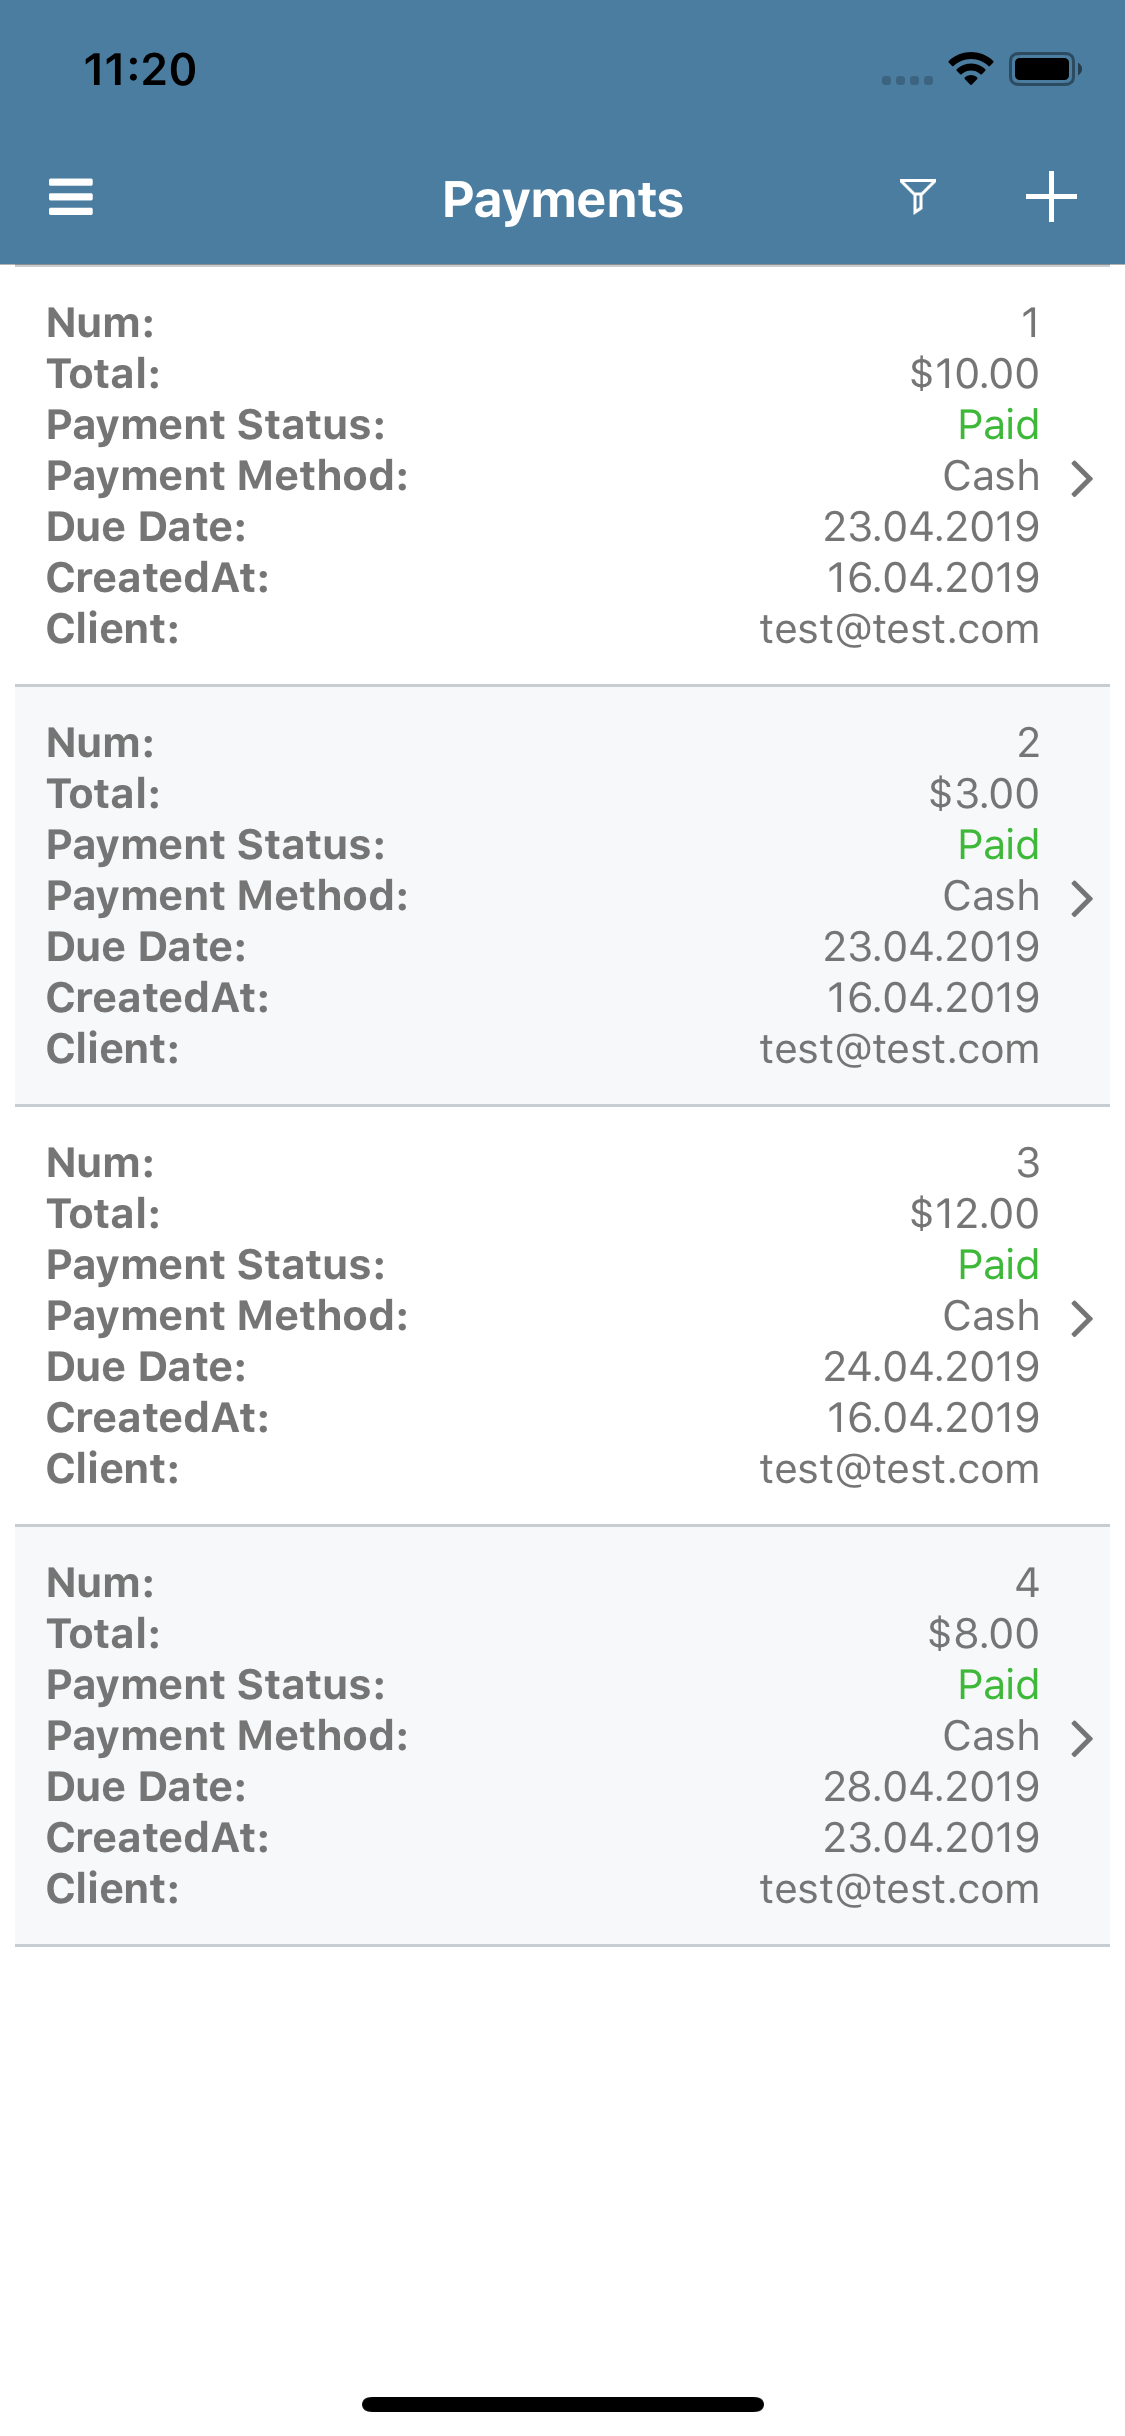 11:20
Payments
Num: 1
Total: $10.00
Payment Status: Paid
Payment Method: Cash
Due Date: 23.04.2019
CreatedAt: 16.04.2019
Client: test@test.com
Num: 2
Total: $3.00
Payment Status: Paid
Payment Method: Cash
Due Date: 23.04.2019
CreatedAt: 16.04.2019
Client: test@test.com
Num: 3
Total: $12.00
Payment Status: Paid
Payment Method: Cash
Due Date: 24.04.2019
CreatedAt: 16.04.2019
Client: test@test.com
Num: 4
Total: $8.00
Payment Status: Paid
Payment Method: Cash
Due Date: 28.04.2019
CreatedAt: 23.04.2019
Client: test@test.com